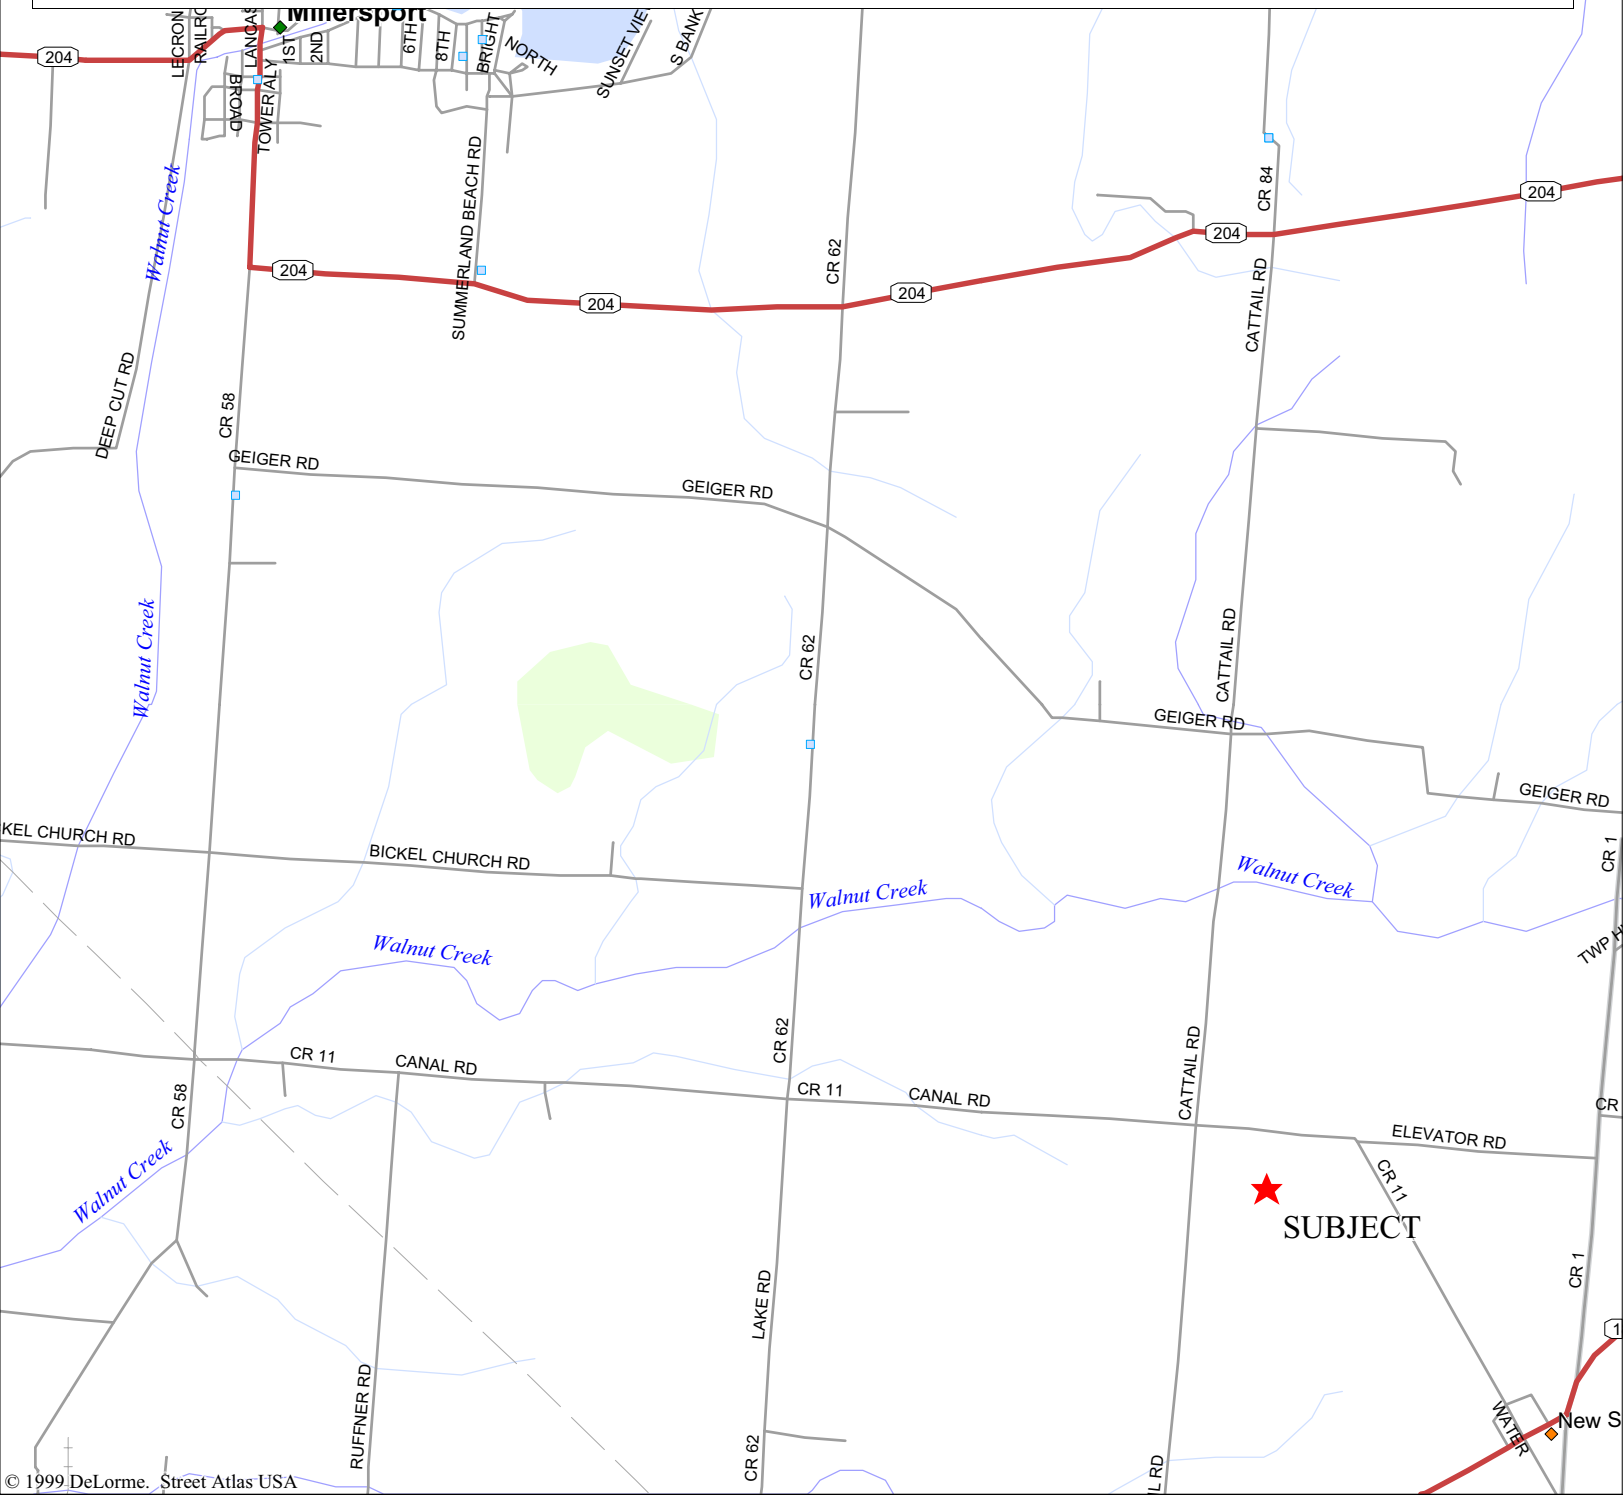 Millersport
204
LECRON
RAILRO
LANCAS
1ST
2ND
6TH
8TH
BRIGHT
NORTH
SUNSET VIE
S BANK
BROAD
TOWER ALY
Walnut Creek
SUMMERLAND BEACH RD
CR 84
204
204
CR 62
204
204
204
CATTAIL RD
DEEP CUT RD
CR 58
GEIGER RD
GEIGER RD
Walnut Creek
CR 62
CATTAIL RD
GEIGER RD
GEIGER RD
KEL CHURCH RD
BICKEL CHURCH RD
CR 1
Walnut Creek
Walnut Creek
Walnut Creek
TWP H
CR 62
CR 11
CANAL RD
CATTAIL RD
CR 11
CANAL RD
CR
CR 58
ELEVATOR RD
Walnut Creek
CR 11
SUBJECT
CR 1
LAKE RD
1
RUFFNER RD
WATER
New S
CR 62
IL RD
© 1999 DeLorme. Street Atlas USA